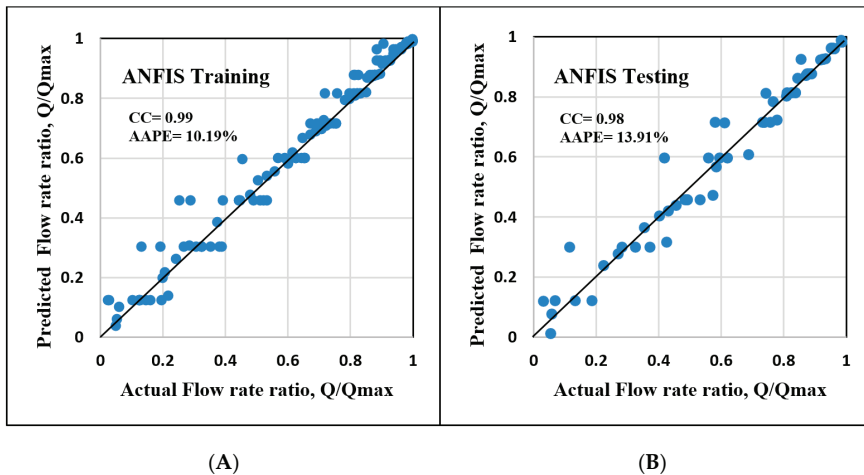 ANFIS Training
CC= 0.99
AAPE= 10.19%
Predicted Flow rate ratio, Q/Qmax
1
0.8
0.6
0.4
0.2
0
0
0.2
0.4
0.6
0.8
1
Actual Flow rate ratio, Q/Qmax
(A)
ANFIS Testing
CC= 0.98
AAPE= 13.91%
Predicted Flow rate ratio, Q/Qmax
1
0.8
0.6
0.4
0.2
0
0
0.2
0.4
0.6
0.8
1
Actual Flow rate ratio, Q/Qmax
(B)